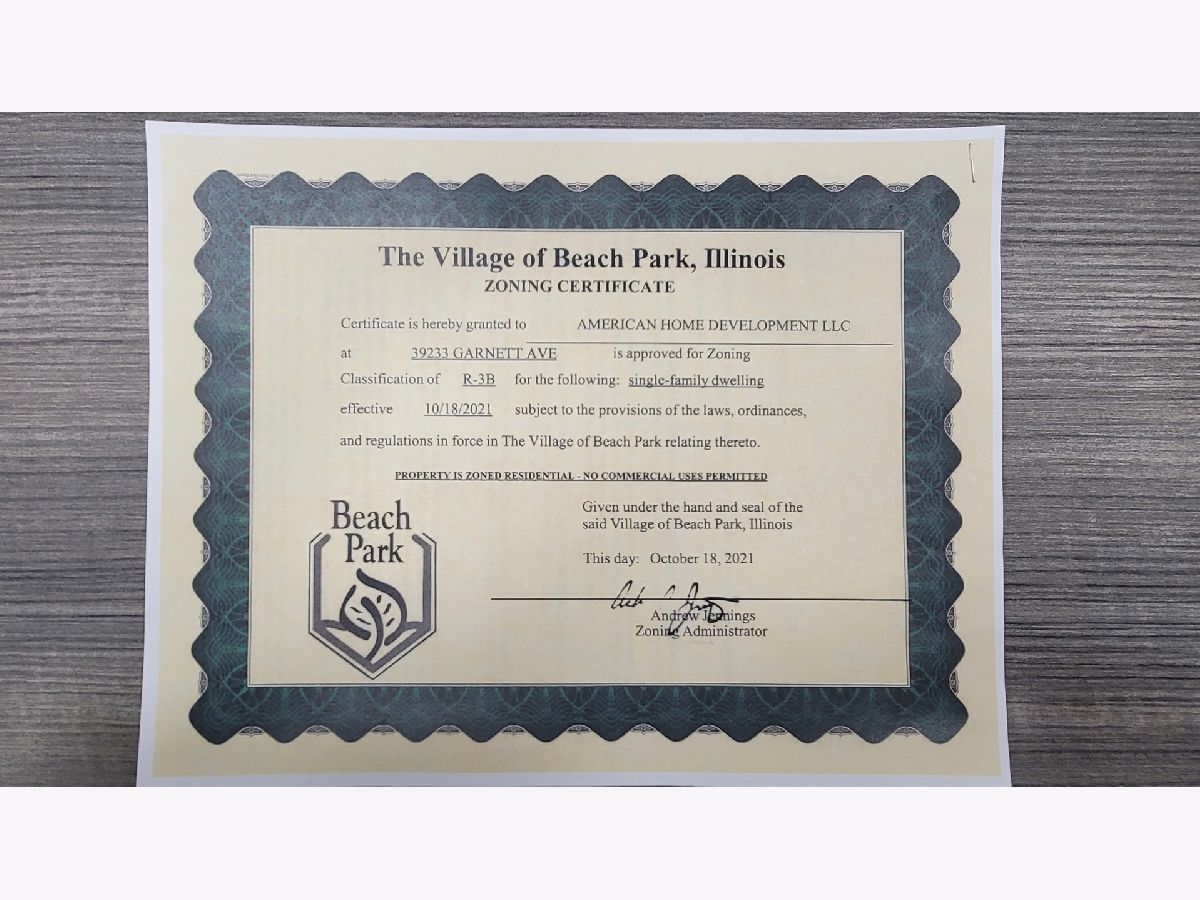 The Village of Beach Park, Illinois
ZONING CERTIFICATE
Certificate is hereby granted to AMERICAN HOME DEVELOPMENT LLC
at 39233 GARNETT AVE is approved for Zoning
Classification of R-3B for the following: single-family dwelling
effective 10/18/2021 subject to the provisions of the laws, ordinances,
and regulations in force in The Village of Beach Park relating thereto.
PROPERTY IS ZONED RESIDENTIAL - NO COMMERCIAL USES PERMITTED
Beach
Park
Given under the hand and seal of the
said Village of Beach Park, Illinois
This day: October 18, 2021
Andrew Jennings
Zoning Administrator